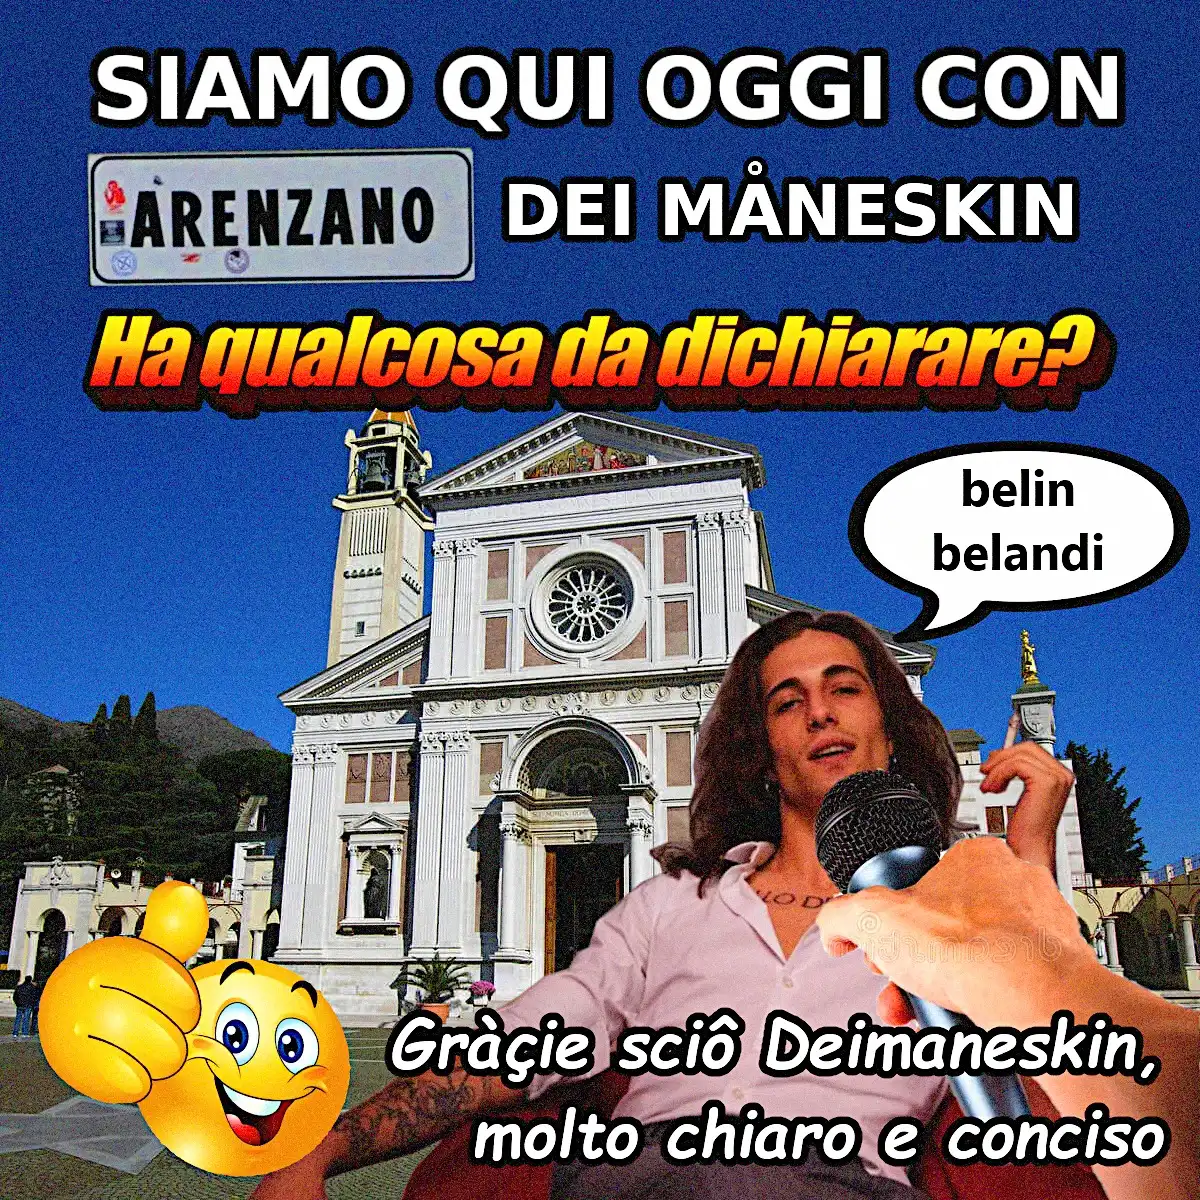 SIAMO QUI OGGI CON
ARENZANO DEI MÅNESKIN
Ha qualcosa da dichiarare?
belin
belandi
LO D
Gràçie sciô Deimaneskin,
molto chiaro e conciso